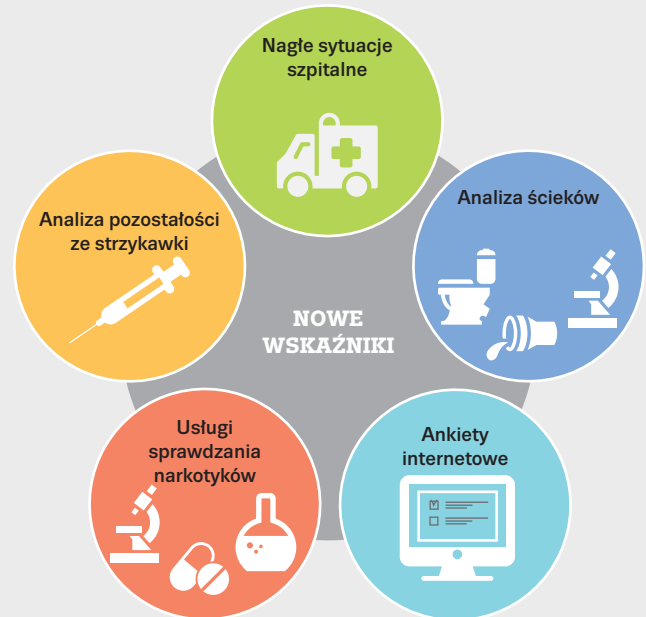 Nagłe sytuacje
szpitalne
Analiza ścieków
Analiza pozostałości
ze strzykawki
NOWE
WSKAŹNIKI
Usługi
sprawdzania
narkotyków
Ankiety
internetowe